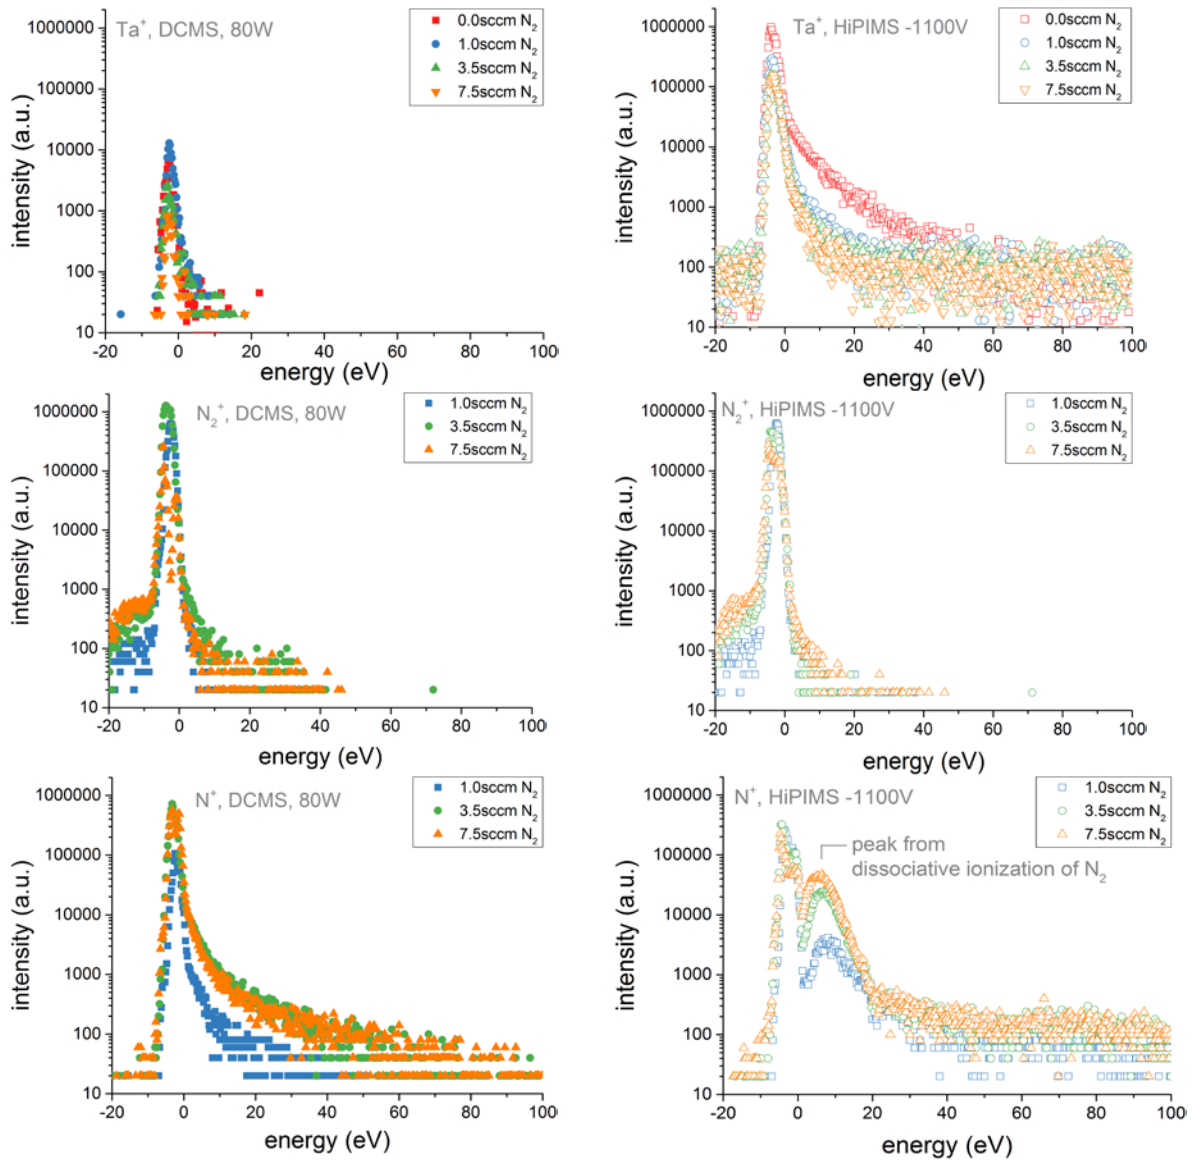 Ta⁺, DCMS, 80W
0.0sccm N₂
1.0sccm N₂
3.5sccm N₂
7.5sccm N₂
intensity (a.u.)
1000000
100000
10000
1000
100
10
-20 0 20 40 60 80 100
energy (eV)
Ta⁺, HiPIMS -1100V
0.0sccm N₂
1.0sccm N₂
3.5sccm N₂
7.5sccm N₂
intensity (a.u.)
1000000
100000
10000
1000
100
10
-20 0 20 40 60 80 100
energy (eV)
N₂⁺, DCMS, 80W
1.0sccm N₂
3.5sccm N₂
7.5sccm N₂
intensity (a.u.)
1000000
100000
10000
1000
100
10
-20 0 20 40 60 80 100
energy (eV)
N₂⁺, HiPIMS -1100V
1.0sccm N₂
3.5sccm N₂
7.5sccm N₂
intensity (a.u.)
1000000
100000
10000
1000
100
10
-20 0 20 40 60 80 100
energy (eV)
N⁺, DCMS, 80W
1.0sccm N₂
3.5sccm N₂
7.5sccm N₂
intensity (a.u.)
1000000
100000
10000
1000
100
10
-20 0 20 40 60 80 100
energy (eV)
N⁺, HiPIMS -1100V
1.0sccm N₂
3.5sccm N₂
7.5sccm N₂
peak from
dissociative ionization of N₂
intensity (a.u.)
1000000
100000
10000
1000
100
10
-20 0 20 40 60 80 100
energy (eV)